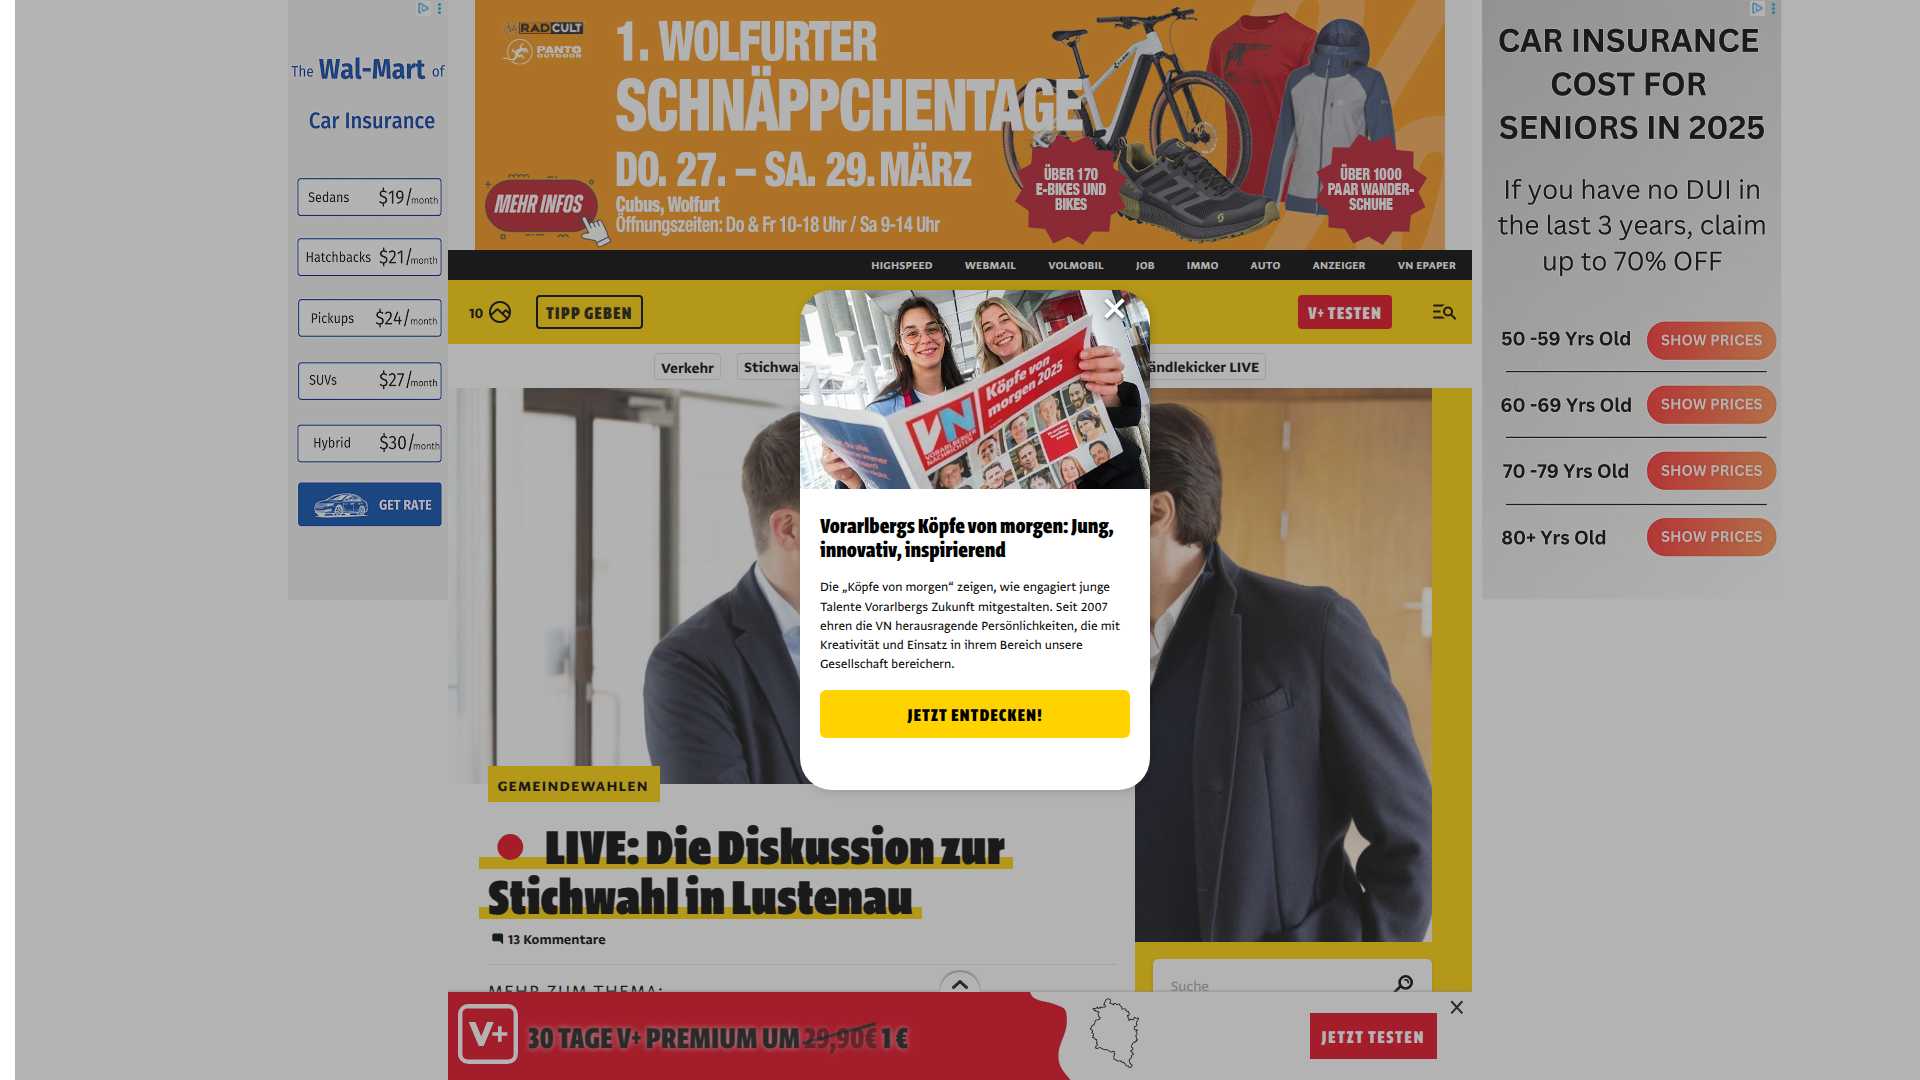 The Wal-Mart of
Car Insurance
Sedans $19/month
Hatchbacks $21/month
Pickups $24/month
SUVs $27/month
Hybrid $30/month
GET RATE
RADCULT
PANTO
OUTDOOR
1. WOLFURTER
SCHNÄPPCHENTAGE
DO. 27. – SA. 29. MÄRZ
MEHR INFOS
Cubus, Wolfurt
Öffnungszeiten: Do & Fr 10-18 Uhr / Sa 9-14 Uhr
ÜBER 170
E-BIKES UND
BIKES
ÜBER 1000
PAAR WANDER-
SCHUHE
CAR INSURANCE
COST FOR
SENIORS IN 2025
If you have no DUI in
the last 3 years, claim
up to 70% OFF
50 -59 Yrs Old SHOW PRICES
60 -69 Yrs Old SHOW PRICES
70 -79 Yrs Old SHOW PRICES
80+ Yrs Old SHOW PRICES
HIGHSPEED WEBMAIL VOLMOBIL JOB IMMO AUTO ANZEIGER VN EPAPER
10 TIPP GEBEN V+ TESTEN
Verkehr Stichwa ändlekicker LIVE
Köpfe von
morgen 2025
VN
VORARLBERGER
NACHRICHTEN
Vorarlbergs Köpfe von morgen: Jung,
innovativ, inspirierend
Die „Köpfe von morgen“ zeigen, wie engagiert junge
Talente Vorarlbergs Zukunft mitgestalten. Seit 2007
ehren die VN herausragende Persönlichkeiten, die mit
Kreativität und Einsatz in ihrem Bereich unsere
Gesellschaft bereichern.
JETZT ENTDECKEN!
GEMEINDEWAHLEN
LIVE: Die Diskussion zur
Stichwahl in Lustenau
13 Kommentare
MEHR ZUM THEMA:
Suche
V+ 30 TAGE V+ PREMIUM UM 29,90€ 1 €
JETZT TESTEN